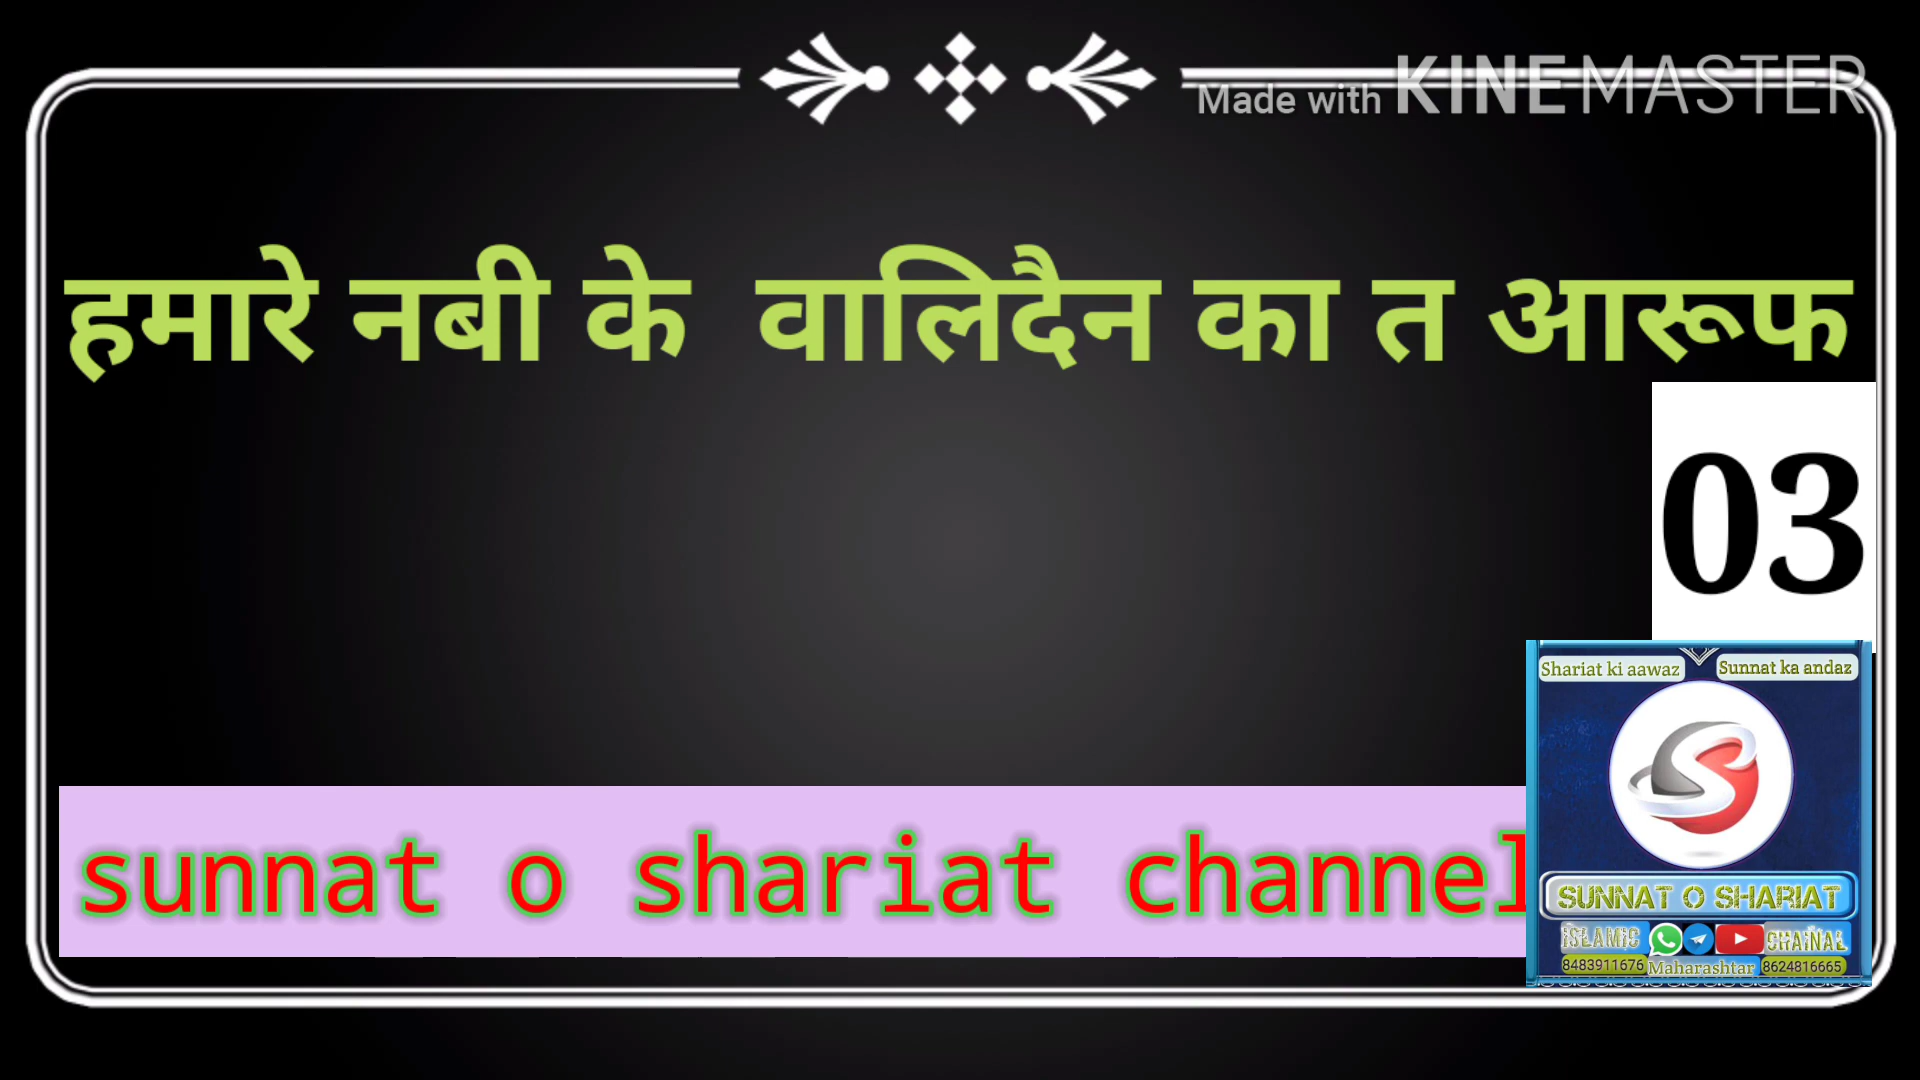 Made with KINEMASTER
हमारे नबी के वालिदैन का त आरूफ
03
Shariat ki aawaz Sunnat ka andaz
sunnat o shariat channel
SUNNAT O SHARIAT
ISLAMIC CHAINAL
8483911676 Maharashtar 8624816665